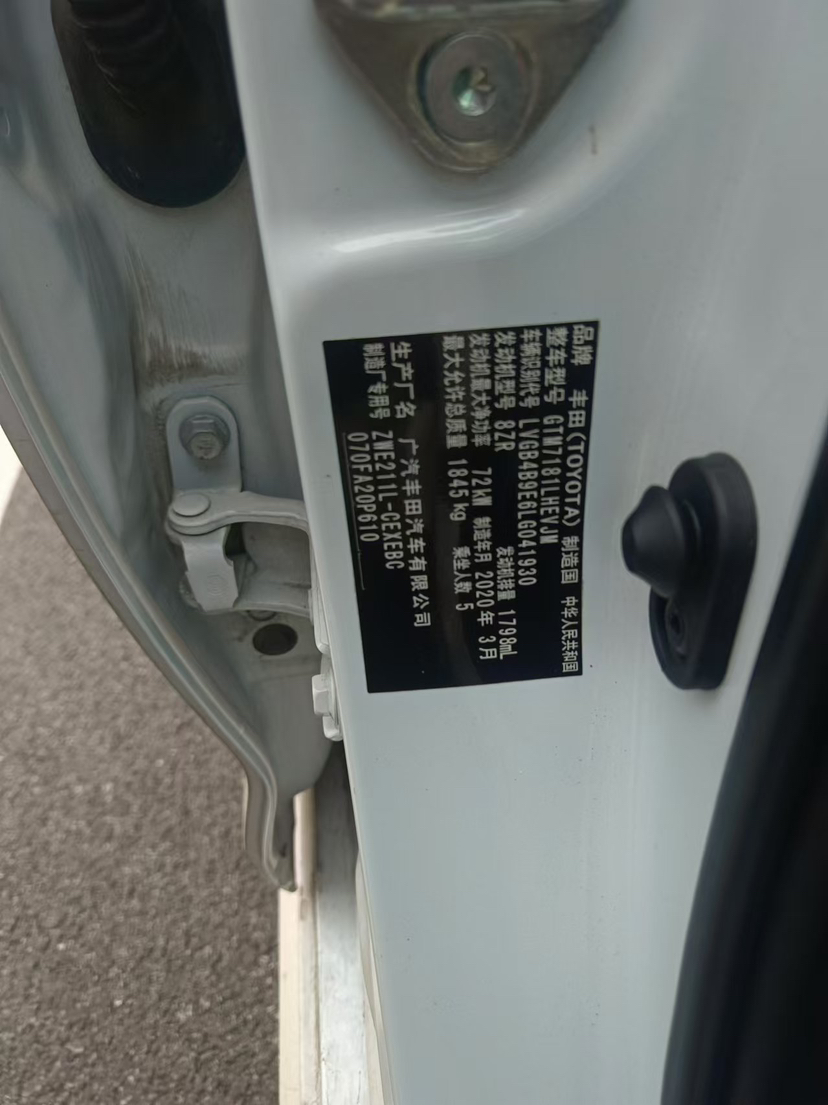 品牌 丰田(TOYOTA) 制造国 中华人民共和国
整车型号 GTM7181LHEVJM
车辆识别代号 LVGB4B9E6LG041930
发动机型号 8ZR 发动机排量 1798mL
发动机最大净功率 72kW 制造年月 2020年 3月
最大允许总质量 1845kg 乘坐人数 5
生产厂名 广汽丰田汽车有限公司
制造厂专用号 ZWE211L-CEXEBC
070FA20P610